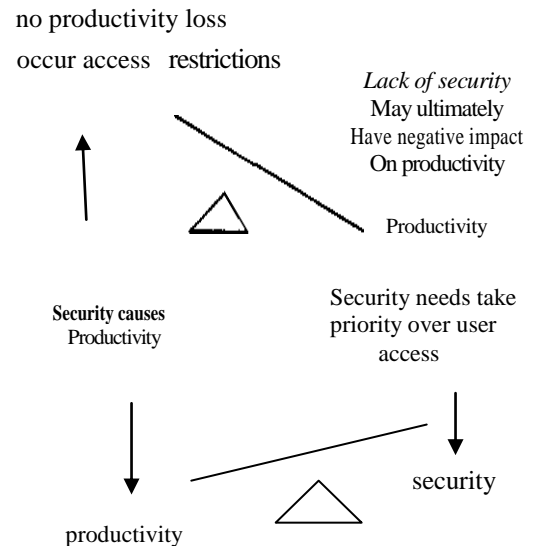 no productivity loss
occur access restrictions
Lack of security
May ultimately
Have negative impact
On productivity
Productivity
Security causes
Productivity
Security needs take
priority over user
access
security
productivity